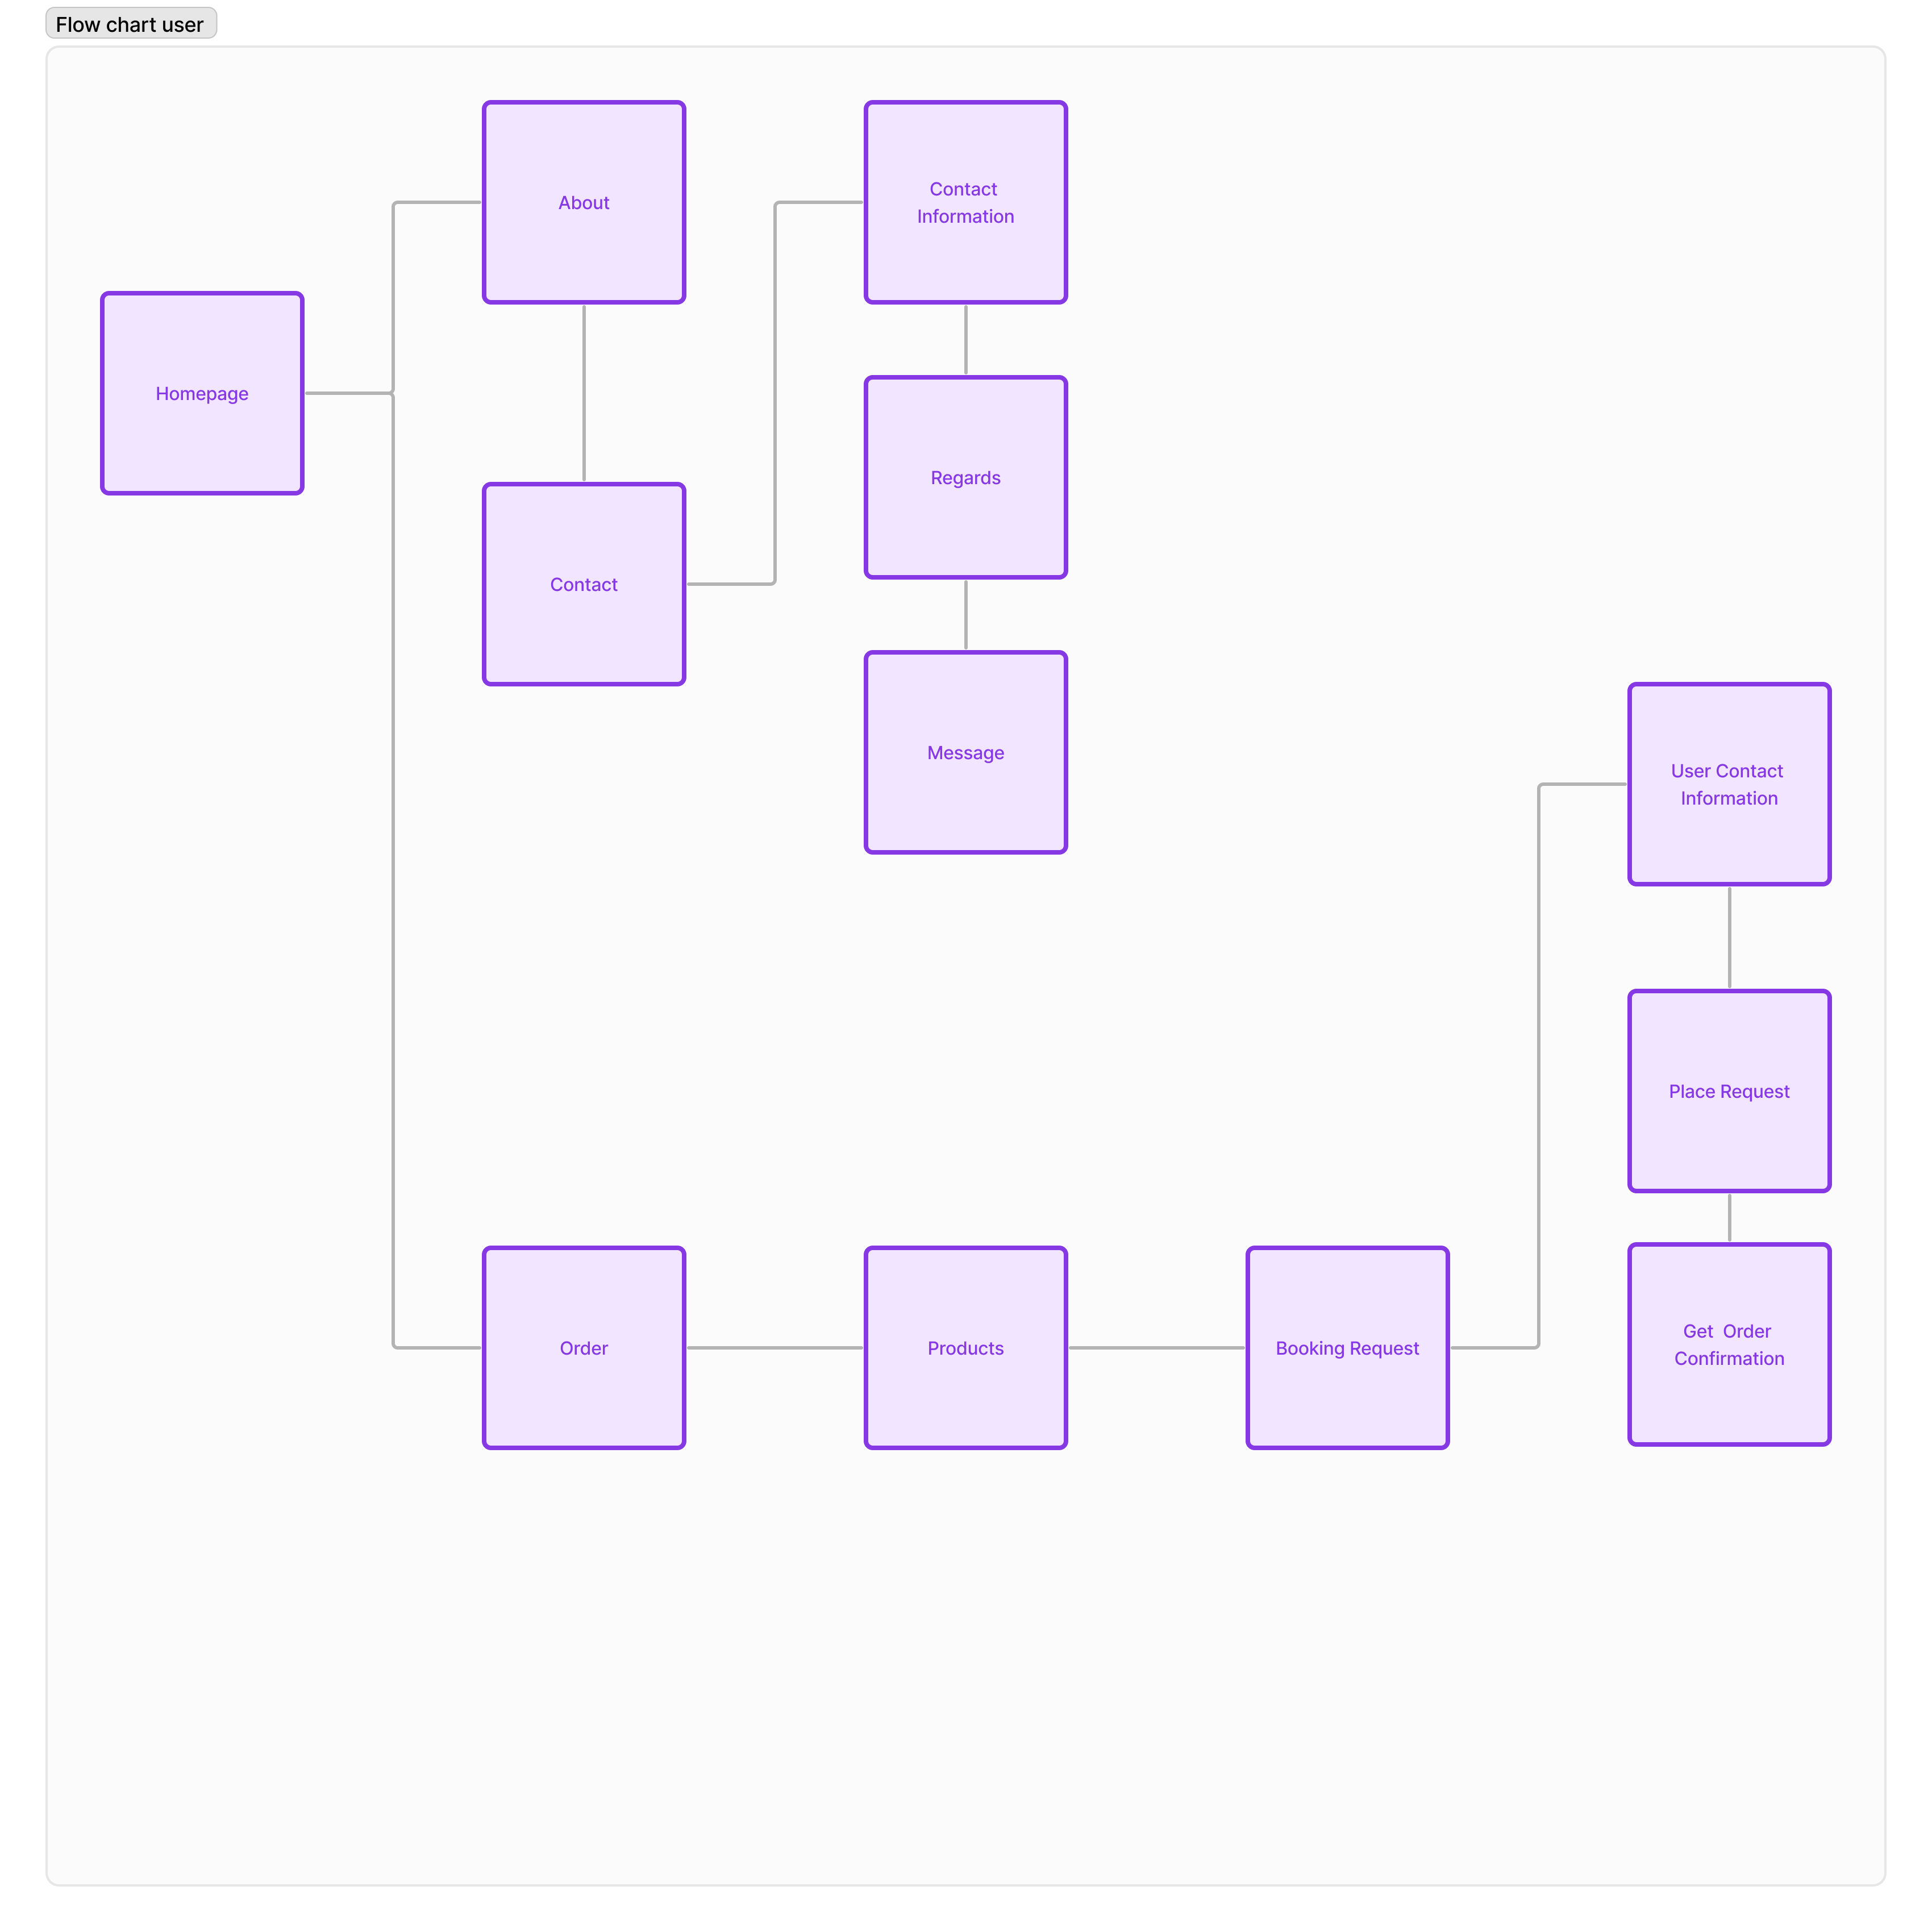 Flow chart user
About
Contact
Information
Homepage
Regards
Contact
Message
User Contact
Information
Place Request
Order
Products
Booking Request
Get  Order
Confirmation